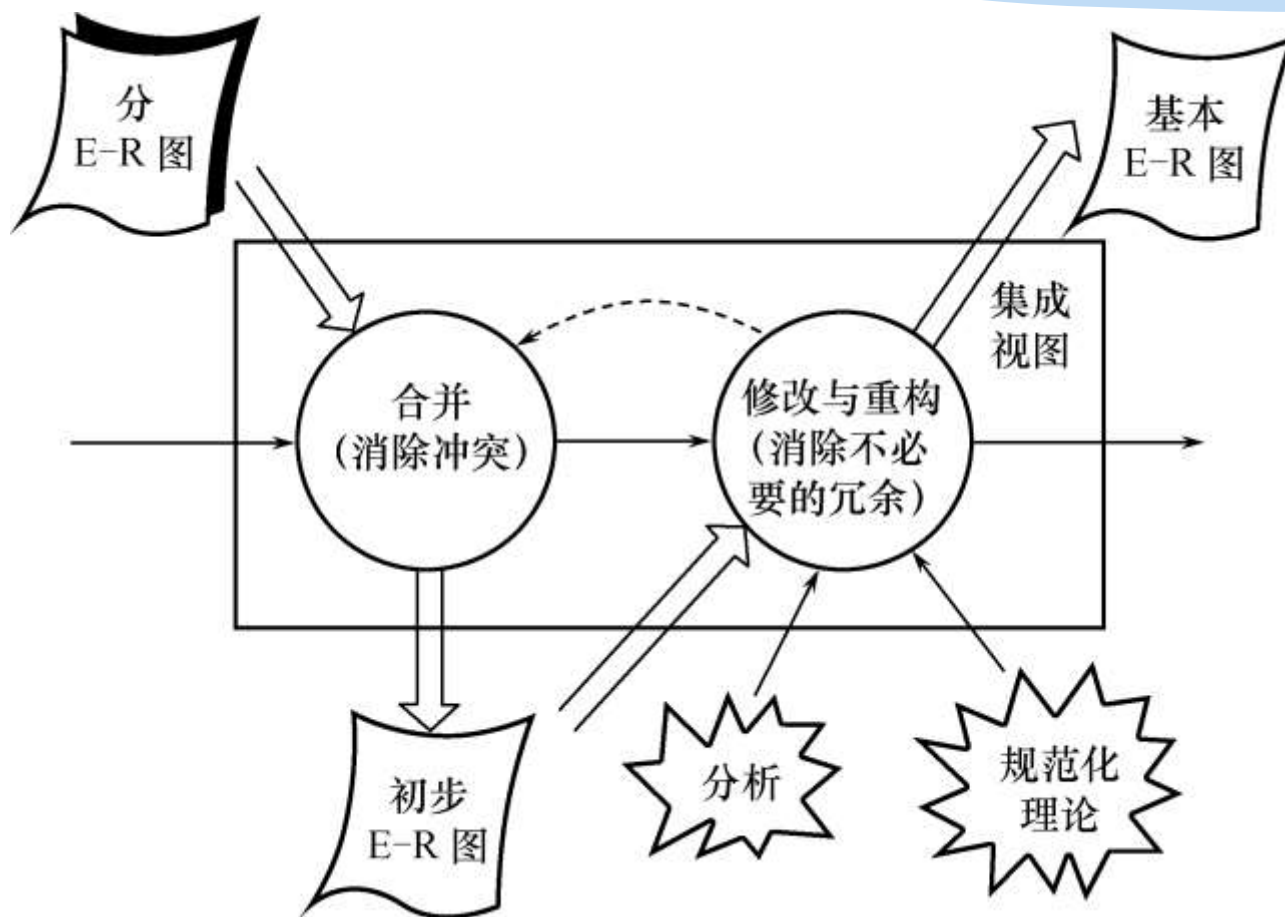 分
E-R 图
基本
E-R 图
集成
视图
合并
(消除冲突)
修改与重构
(消除不必
要的冗余)
初步
E-R 图
分析
规范化
理论